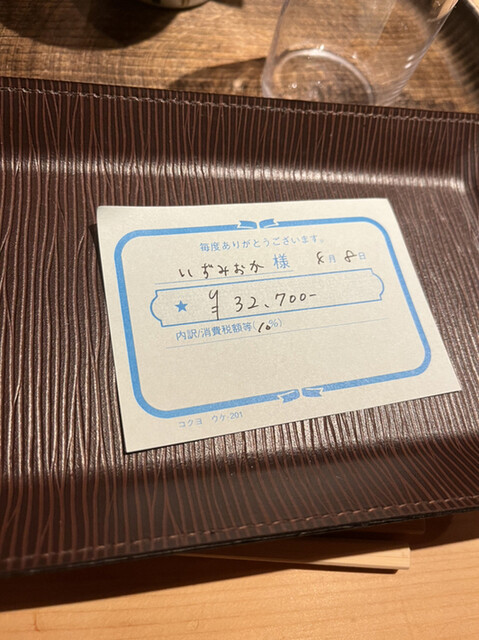 毎度ありがとうございます。
いずみおか 様 8月8日
★ ¥32,700-
内訳/消費税額等(10%)
コクヨ ウケ-201